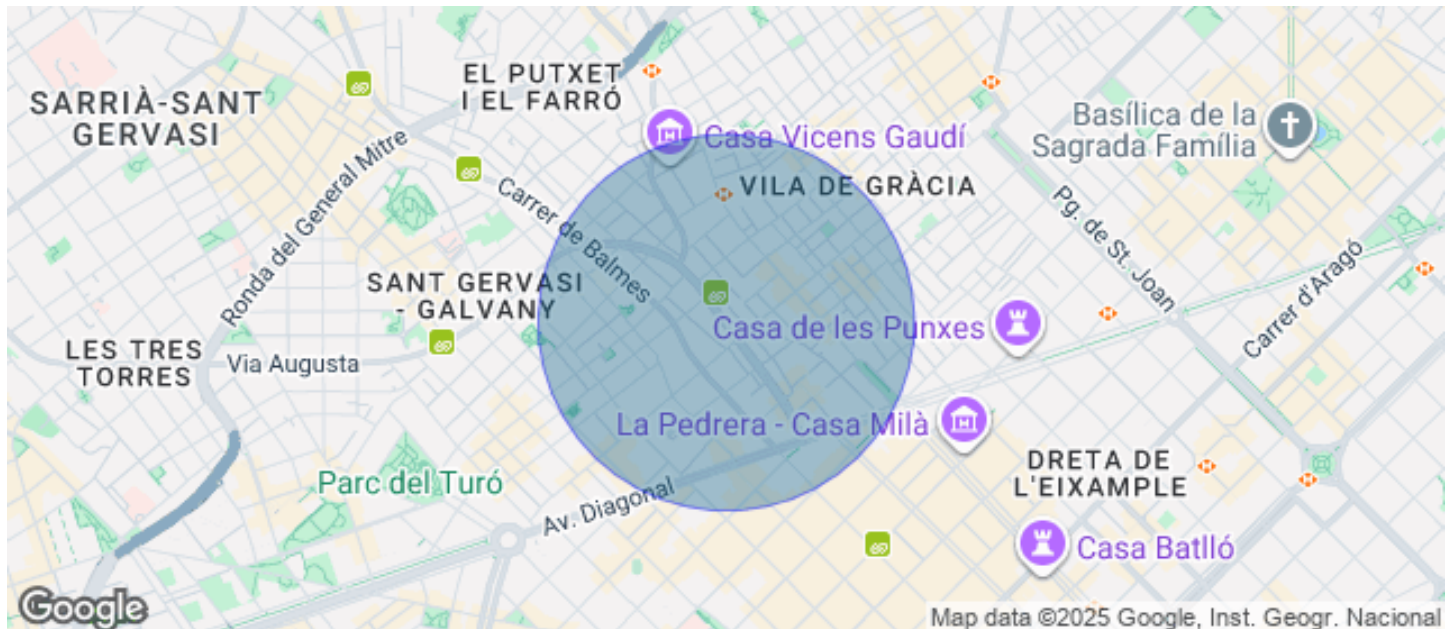 EL PUTXET
I EL FARRÓ
SARRIÀ-SANT
GERVASI
Casa Vicens Gaudí
Basílica de la
Sagrada Família
VILA DE GRÀCIA
Ronda del General Mitre
Carrer de Balmes
Pg. de St. Joan
Carrer d'Aragó
SANT GERVASI
- GALVANY
Casa de les Punxes
LES TRES
TORRES
Via Augusta
La Pedrera - Casa Milà
DRETA DE
L'EIXAMPLE
Parc del Turó
Av. Diagonal
Casa Batlló
Google
Map data ©2025 Google, Inst. Geogr. Nacional